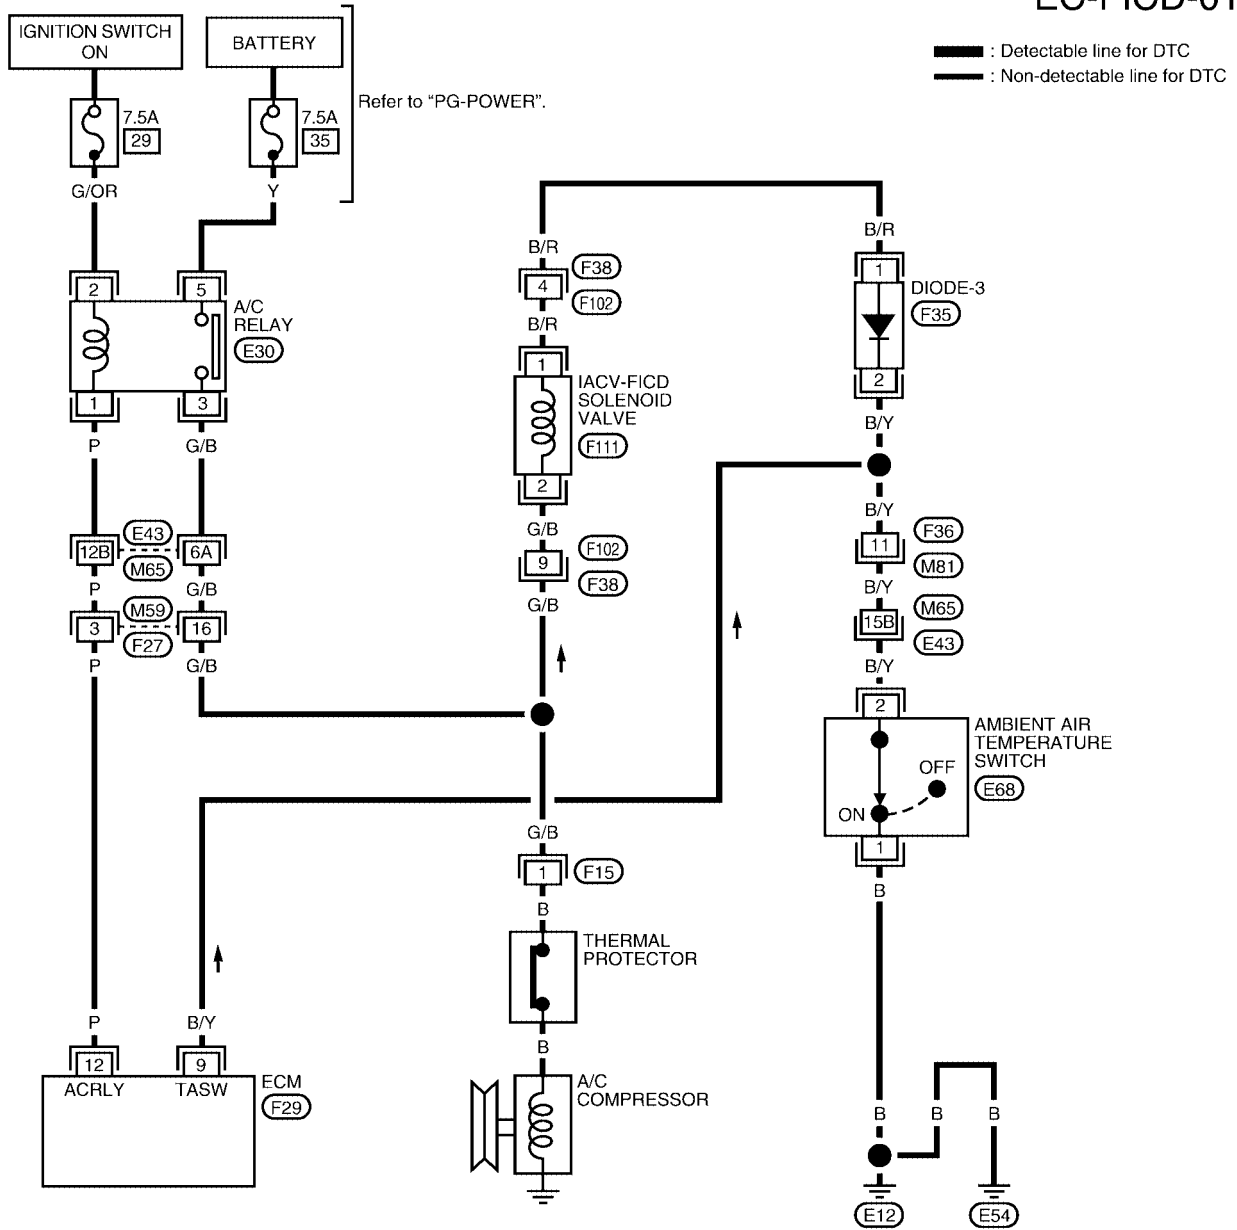 EC-FICD-01
: Detectable line for DTC
: Non-detectable line for DTC
IGNITION SWITCH
ON
BATTERY
Refer to “PG-POWER”.
7.5A
29
7.5A
35
G/OR
Y
2
5
A/C
RELAY
E30
1
3
P
G/B
E43
12B
6A
M65
P
G/B
M59
3
16
F27
P
G/B
B/R
F38
4
F102
B/R
1
IACV-FICD
SOLENOID
VALVE
F111
2
G/B
F102
9
F38
G/B
B/R
1
DIODE-3
F35
2
B/Y
B/Y
F36
11
M81
B/Y
M65
15B
E43
B/Y
2
AMBIENT AIR
TEMPERATURE
SWITCH
E68
OFF
ON
1
B
G/B
1
F15
B
THERMAL
PROTECTOR
B
A/C
COMPRESSOR
P
B/Y
12
9
ACRLY
TASW
ECM
F29
B
B
B
E12
E54